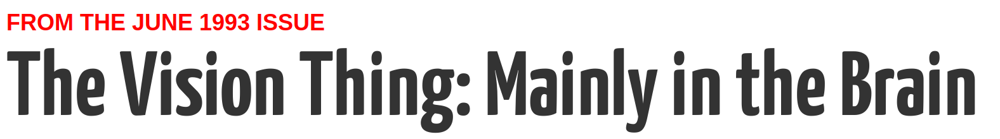 FROM THE JUNE 1993 ISSUE
The Vision Thing: Mainly in the Brain